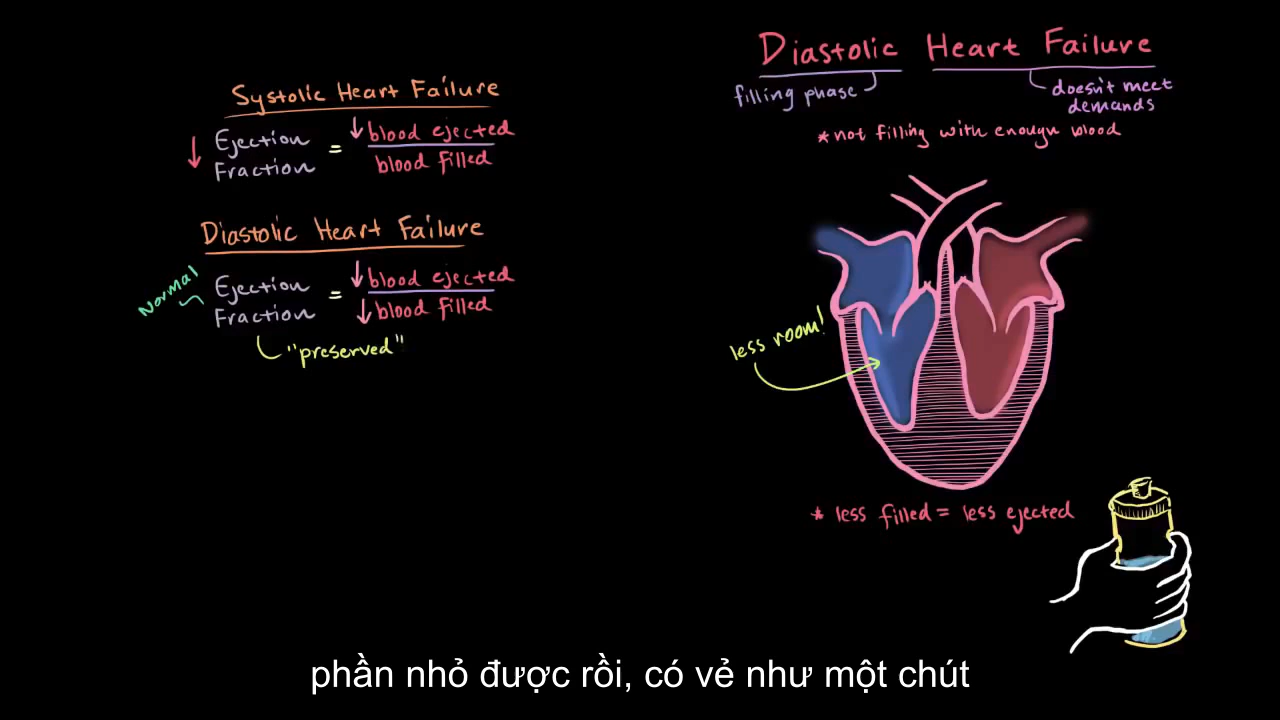 Systolic Heart Failure
↓ Ejection Fraction = ↓ blood ejected
blood filled
Diastolic Heart Failure
Normal
Ejection Fraction = ↓ blood ejected
↓ blood filled
"preserved"
Diastolic Heart Failure
filling phase
doesn't meet
demands
*not filling with enough blood
less room!
* less filled = less ejected
phần nhỏ được rồi, có vẻ như một chút